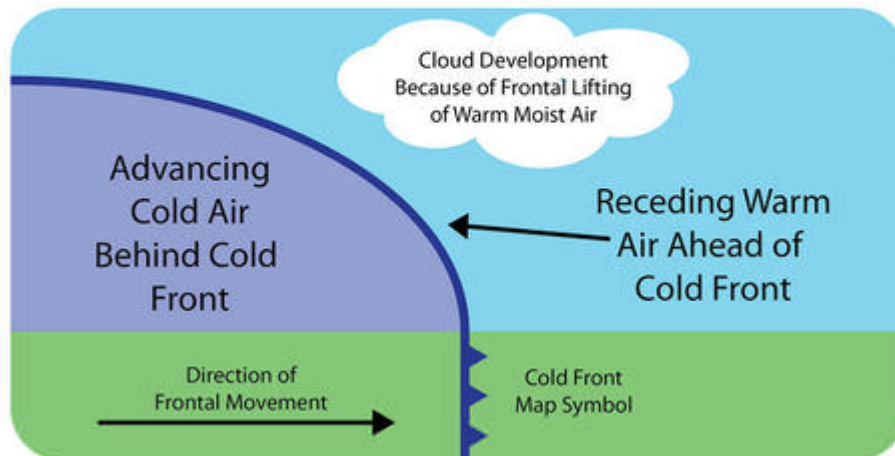 Cloud Development
Because of Frontal Lifting
of Warm Moist Air
Advancing
Cold Air
Behind Cold
Front
Receding Warm
Air Ahead of
Cold Front
Direction of
Frontal Movement
Cold Front
Map Symbol